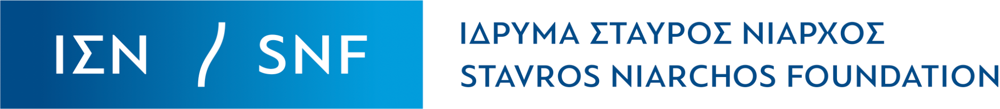 ΙΣΝ / SNF
ΙΔΡΥΜΑ ΣΤΑΥΡΟΣ ΝΙΑΡΧΟΣ
STAVROS NIARCHOS FOUNDATION